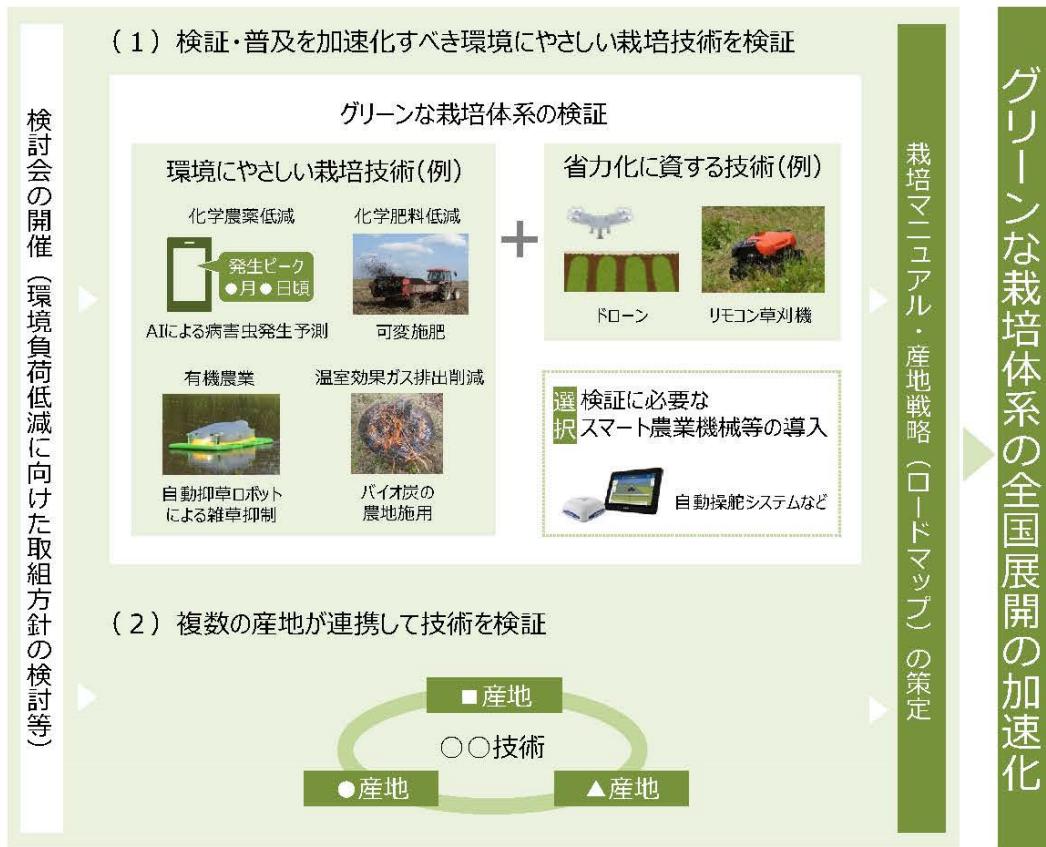 検討会の開催（環境負荷低減に向けた取組方針の検討等）
（１）検証・普及を加速化すべき環境にやさしい栽培技術を検証
グリーンな栽培体系の検証
環境にやさしい栽培技術（例）
化学農薬低減
発生ピーク
●月●日頃
AIによる病害虫発生予測
化学肥料低減
可変施肥
有機農業
自動抑草ロボット
による雑草抑制
温室効果ガス排出削減
バイオ炭の
農地施用
＋
省力化に資する技術（例）
ドローン
リモコン草刈機
選択
検証に必要な
スマート農業機械等の導入
自動操舵システムなど
（２）複数の産地が連携して技術を検証
■産地
○○技術
●産地
▲産地
栽培マニュアル・産地戦略（ロードマップ）の策定
グリーンな栽培体系の全国展開の加速化